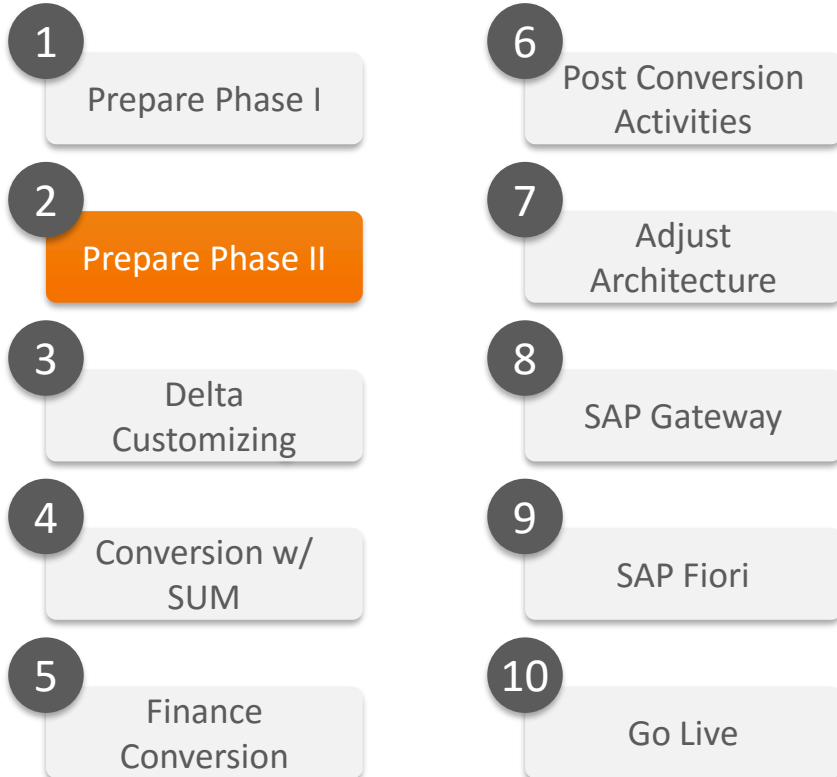 1
Prepare Phase I
2
Prepare Phase II
3
Delta
Customizing
4
Conversion w/
SUM
5
Finance
Conversion
6
Post Conversion
Activities
7
Adjust
Architecture
8
SAP Gateway
9
SAP Fiori
10
Go Live